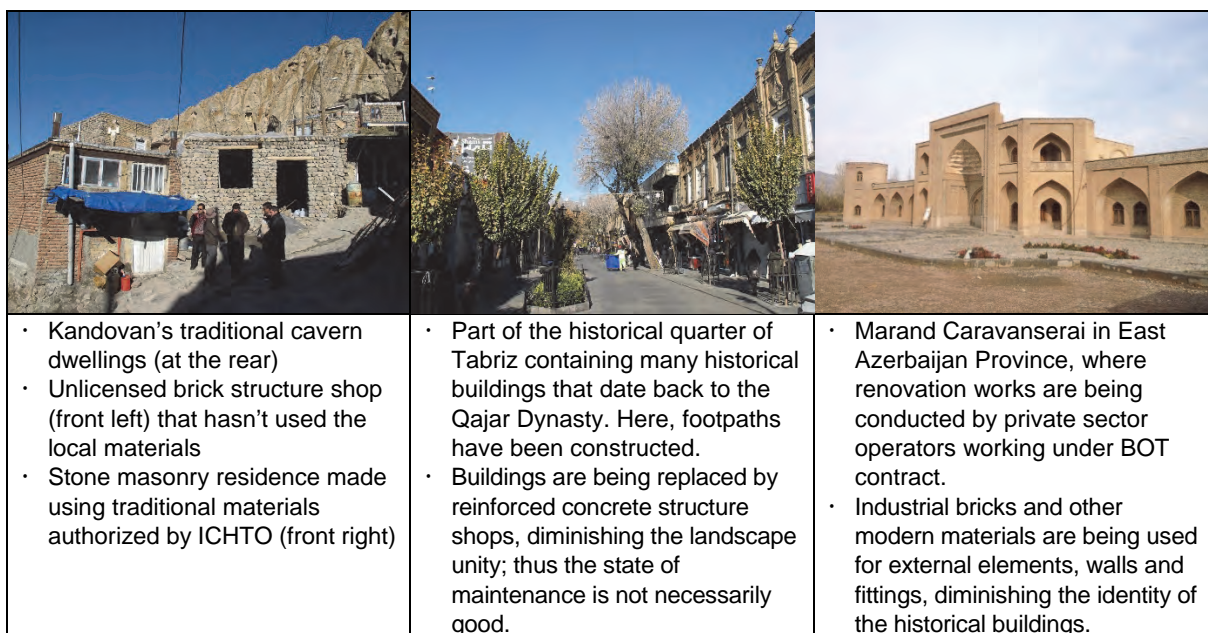 · Kandovan’s traditional cavern
dwellings (at the rear)
· Unlicensed brick structure shop
(front left) that hasn’t used the
local materials
· Stone masonry residence made
using traditional materials
authorized by ICHTO (front right)
· Part of the historical quarter of
Tabriz containing many historical
buildings that date back to the
Qajar Dynasty. Here, footpaths
have been constructed.
· Buildings are being replaced by
reinforced concrete structure
shops, diminishing the landscape
unity; thus the state of
maintenance is not necessarily
good.
· Marand Caravanserai in East
Azerbaijan Province, where
renovation works are being
conducted by private sector
operators working under BOT
contract.
· Industrial bricks and other
modern materials are being used
for external elements, walls and
fittings, diminishing the identity of
the historical buildings.